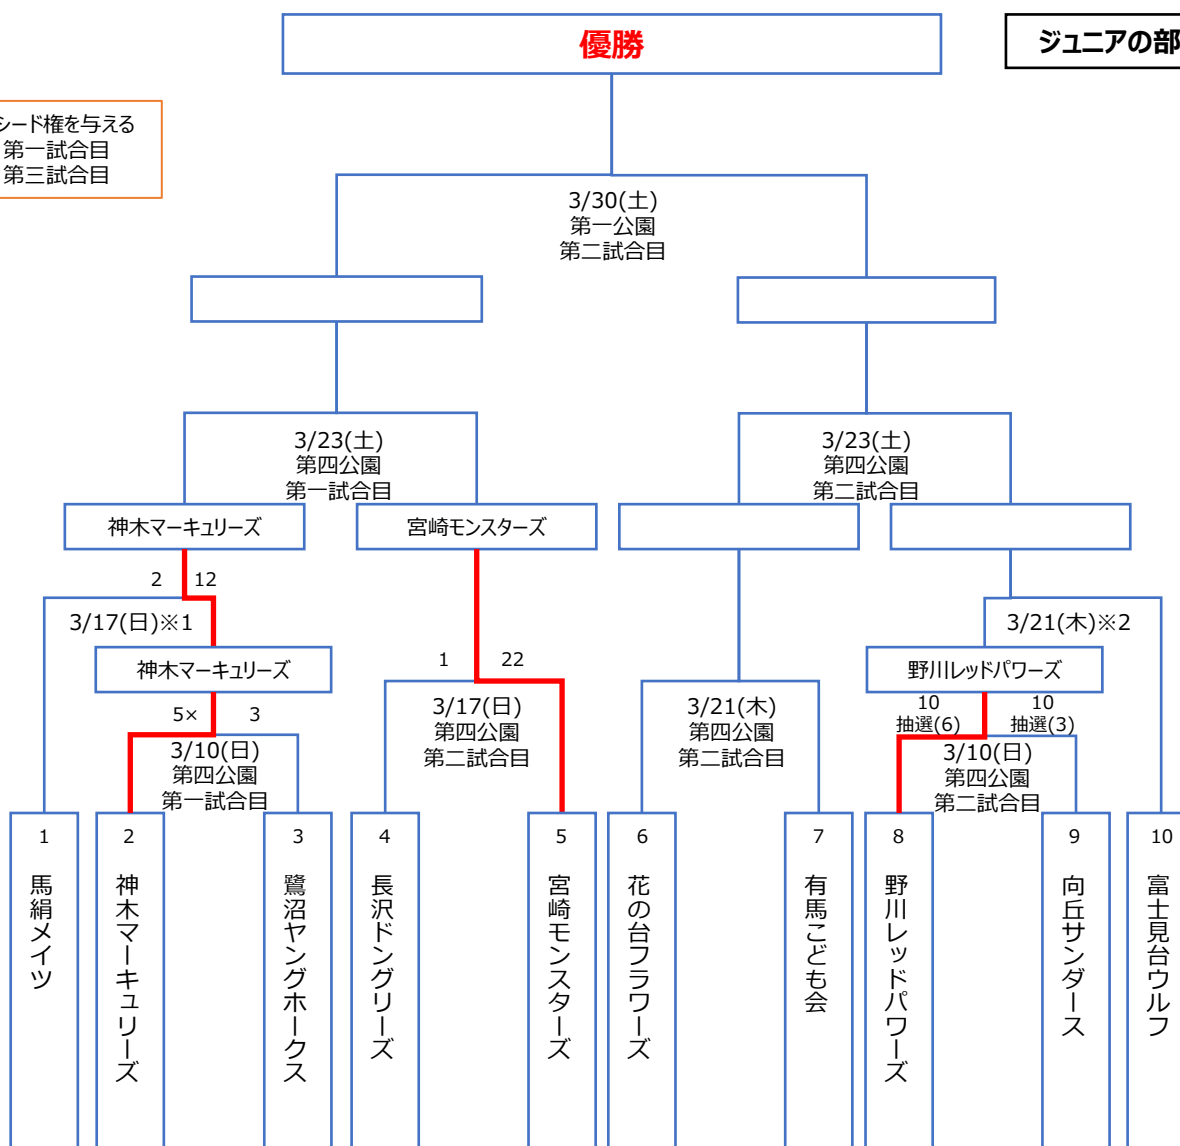 優勝
ジュニアの部
シード権を与える
第一試合目
第三試合目
3/30(土)
第一公園
第二試合目
3/23(土)
第四公園
第一試合目
3/23(土)
第四公園
第二試合目
神木マーキュリーズ
宮崎モンスターズ
2 12
3/17(日)※1
3/21(木)※2
神木マーキュリーズ
1 22
野川レッドパワーズ
5× 3
3/17(日)
第四公園
第二試合目
3/21(木)
第四公園
第二試合目
10 10
抽選(6) 抽選(3)
3/10(日)
第四公園
第一試合目
3/10(日)
第四公園
第二試合目
1 2 3 4 5 6 7 8 9 10
馬絹メイツ
神木マーキュリーズ
鷺沼ヤングホークス
長沢ドングリーズ
宮崎モンスターズ
花の台フラワーズ
有馬こども会
野川レッドパワーズ
向丘サンダース
富士見台ウルフ